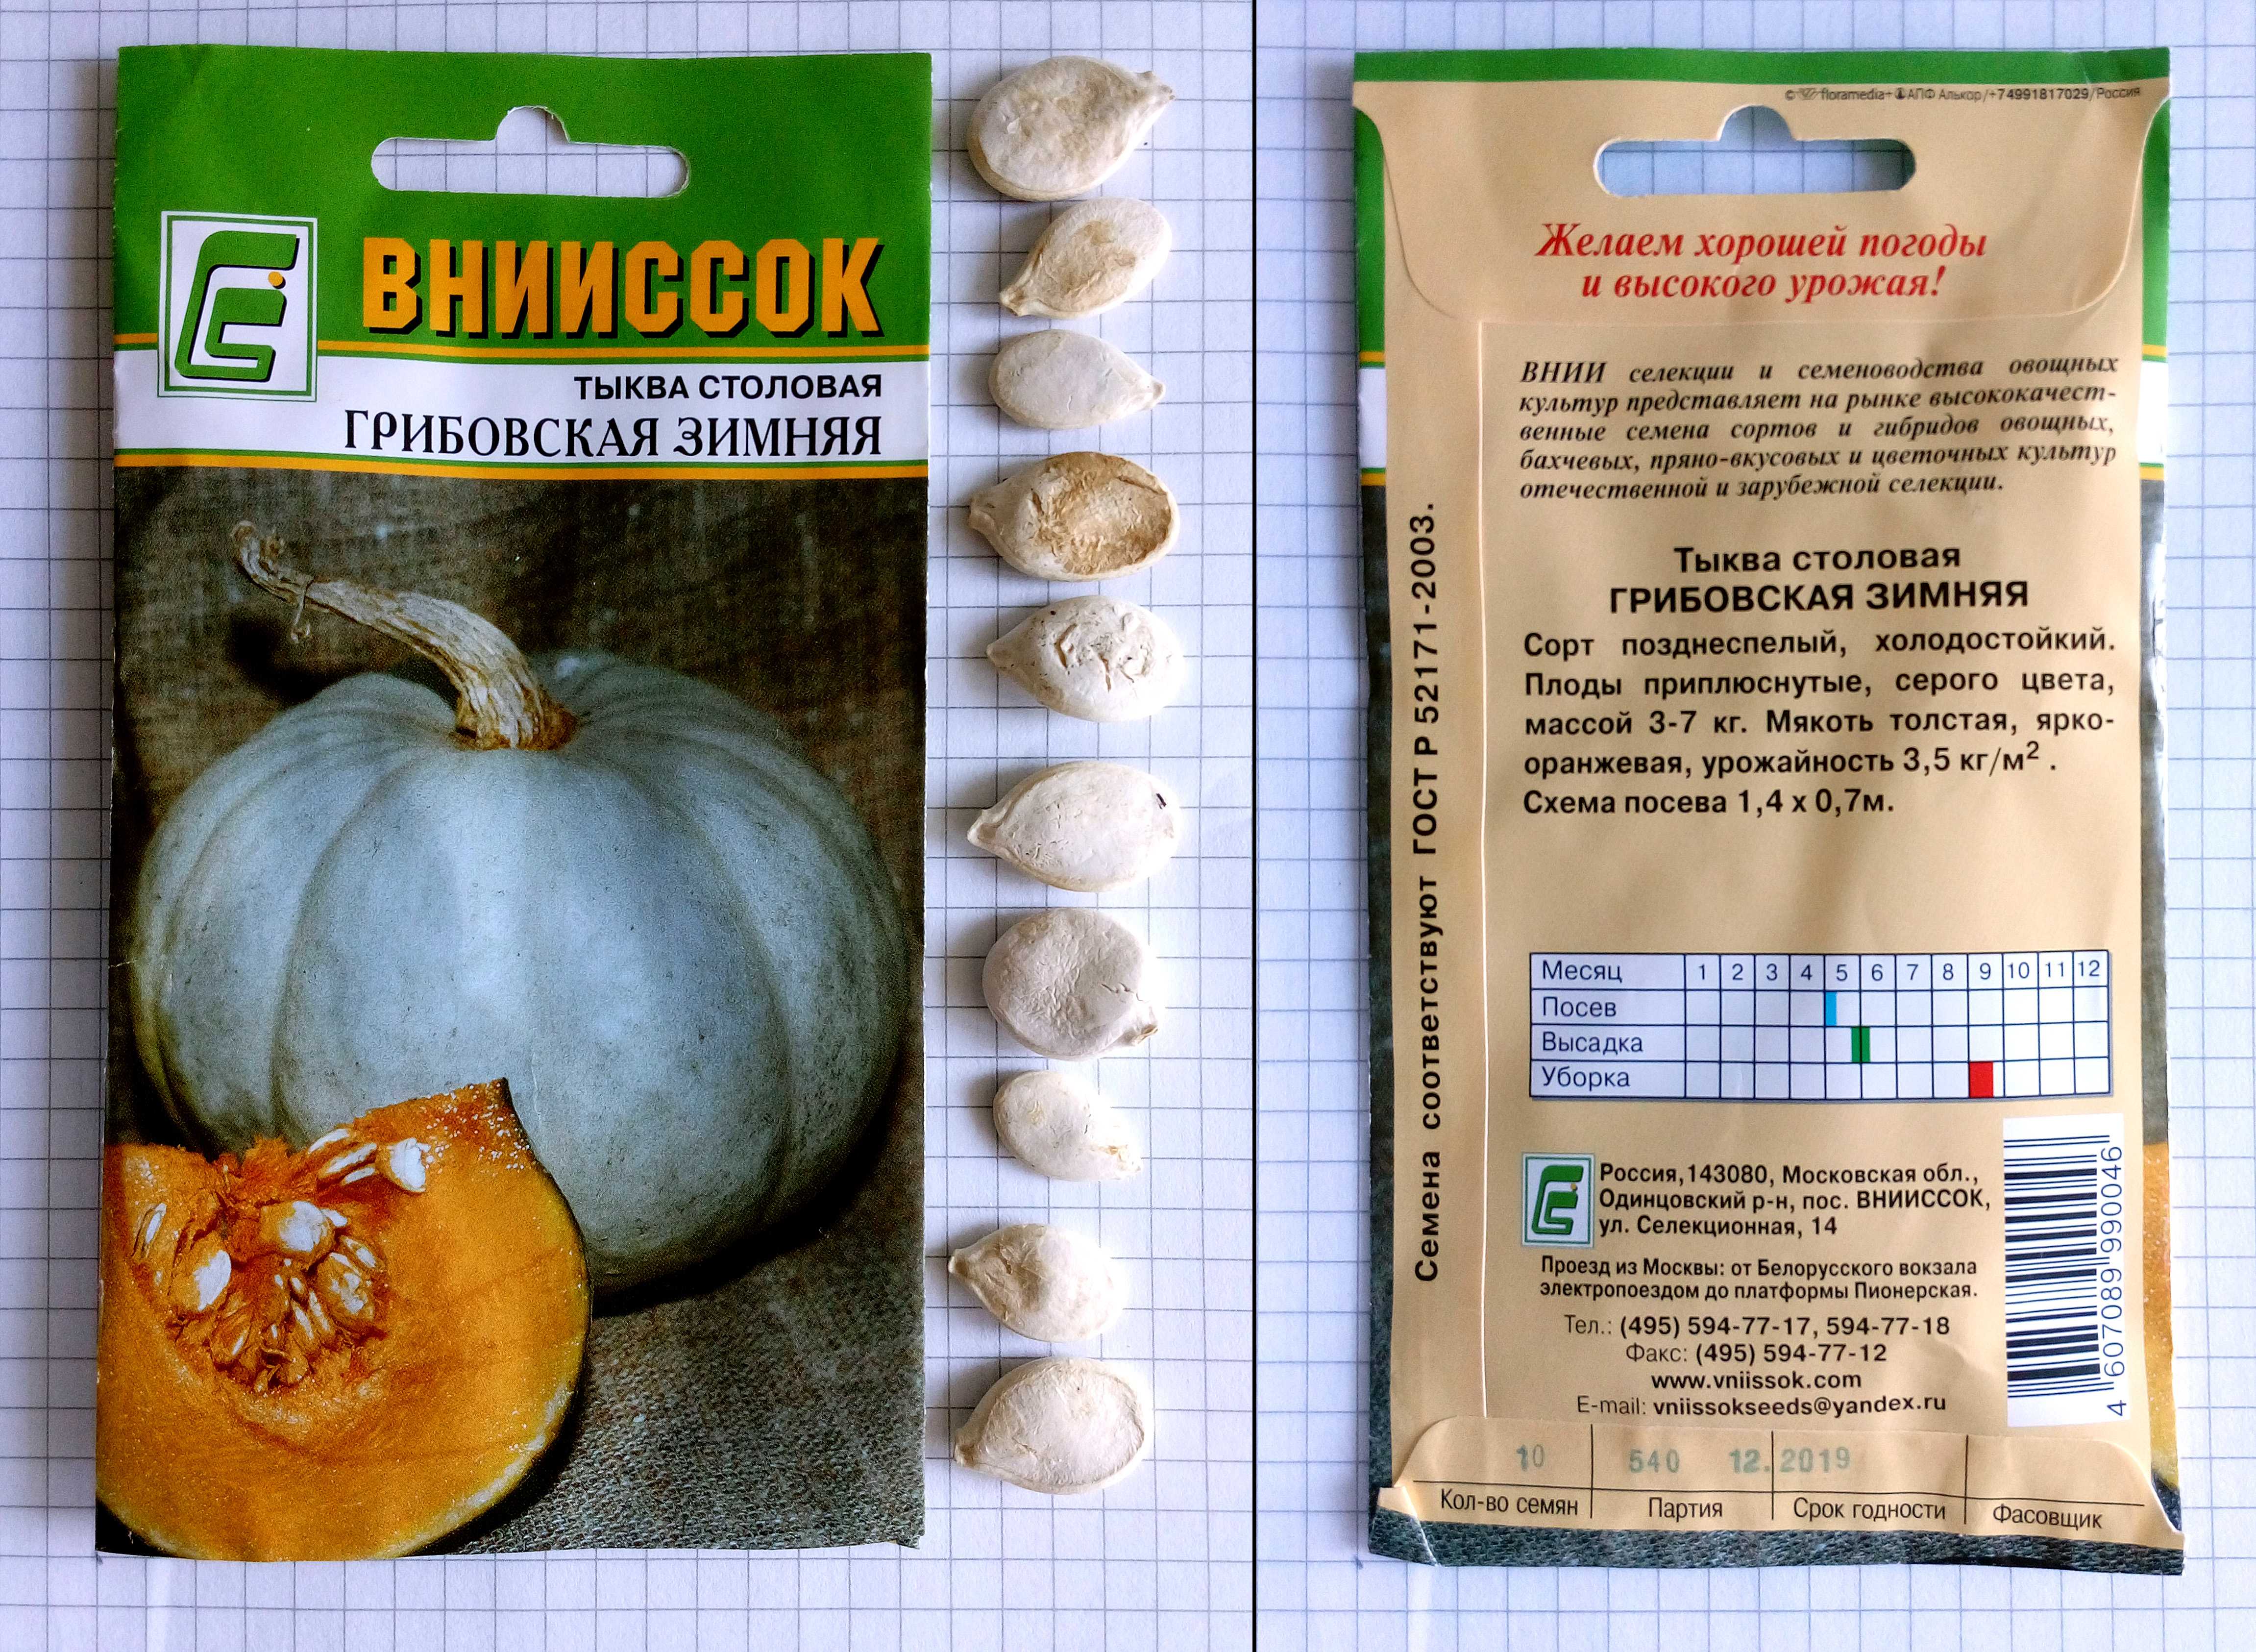 ВНИИССОК
ТЫКВА СТОЛОВАЯ
ГРИБОВСКАЯ ЗИМНЯЯ
© floramedia+ АПФ Алькор/+74991817029/Россия
Желаем хорошей погоды
и высокого урожая!
ВНИИ селекции и семеноводства овощных
культур представляет на рынке высококачест-
венные семена сортов и гибридов овощных,
бахчевых, пряно-вкусовых и цветочных культур
отечественной и зарубежной селекции.
Семена соответствуют ГОСТ Р 52171-2003.
Тыква столовая
ГРИБОВСКАЯ ЗИМНЯЯ
Сорт позднеспелый, холодостойкий.
Плоды приплюснутые, серого цвета,
массой 3-7 кг. Мякоть толстая, ярко-
оранжевая, урожайность 3,5 кг/м² .
Схема посева 1,4 х 0,7м.
Месяц 1 2 3 4 5 6 7 8 9 10 11 12
Посев
Высадка
Уборка
Россия,143080, Московская обл.,
Одинцовский р-н, пос. ВНИИССОК,
ул. Селекционная, 14
Проезд из Москвы: от Белорусского вокзала
электропоездом до платформы Пионерская.
Тел.: (495) 594-77-17, 594-77-18
Факс: (495) 594-77-12
www.vniissok.com
E-mail: vniissokseeds@yandex.ru
4 607089 990046
10 540 12.2019
Кол-во семян Партия Срок годности Фасовщик